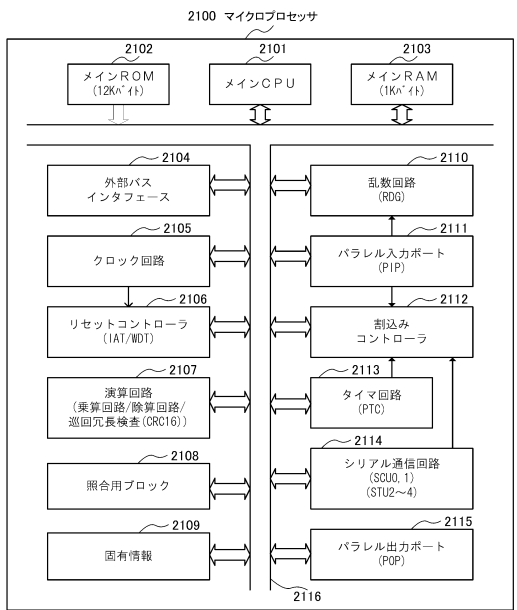 2100 マイクロプロセッサ
2102
メインROM
(12Kバイト)
2101
メインCPU
2103
メインRAM
(1Kバイト)
2104
外部バス
インタフェース
2105
クロック回路
2106
リセットコントローラ
(IAT/WDT)
2107
演算回路
(乗算回路/除算回路/
巡回冗長検査(CRC16))
2108
照合用ブロック
2109
固有情報
2110
乱数回路
(RDG)
2111
パラレル入力ポート
(PIP)
2112
割込み
コントローラ
2113
タイマ回路
(PTC)
2114
シリアル通信回路
(SCU0,1)
(STU2~4)
2115
パラレル出力ポート
(POP)
2116